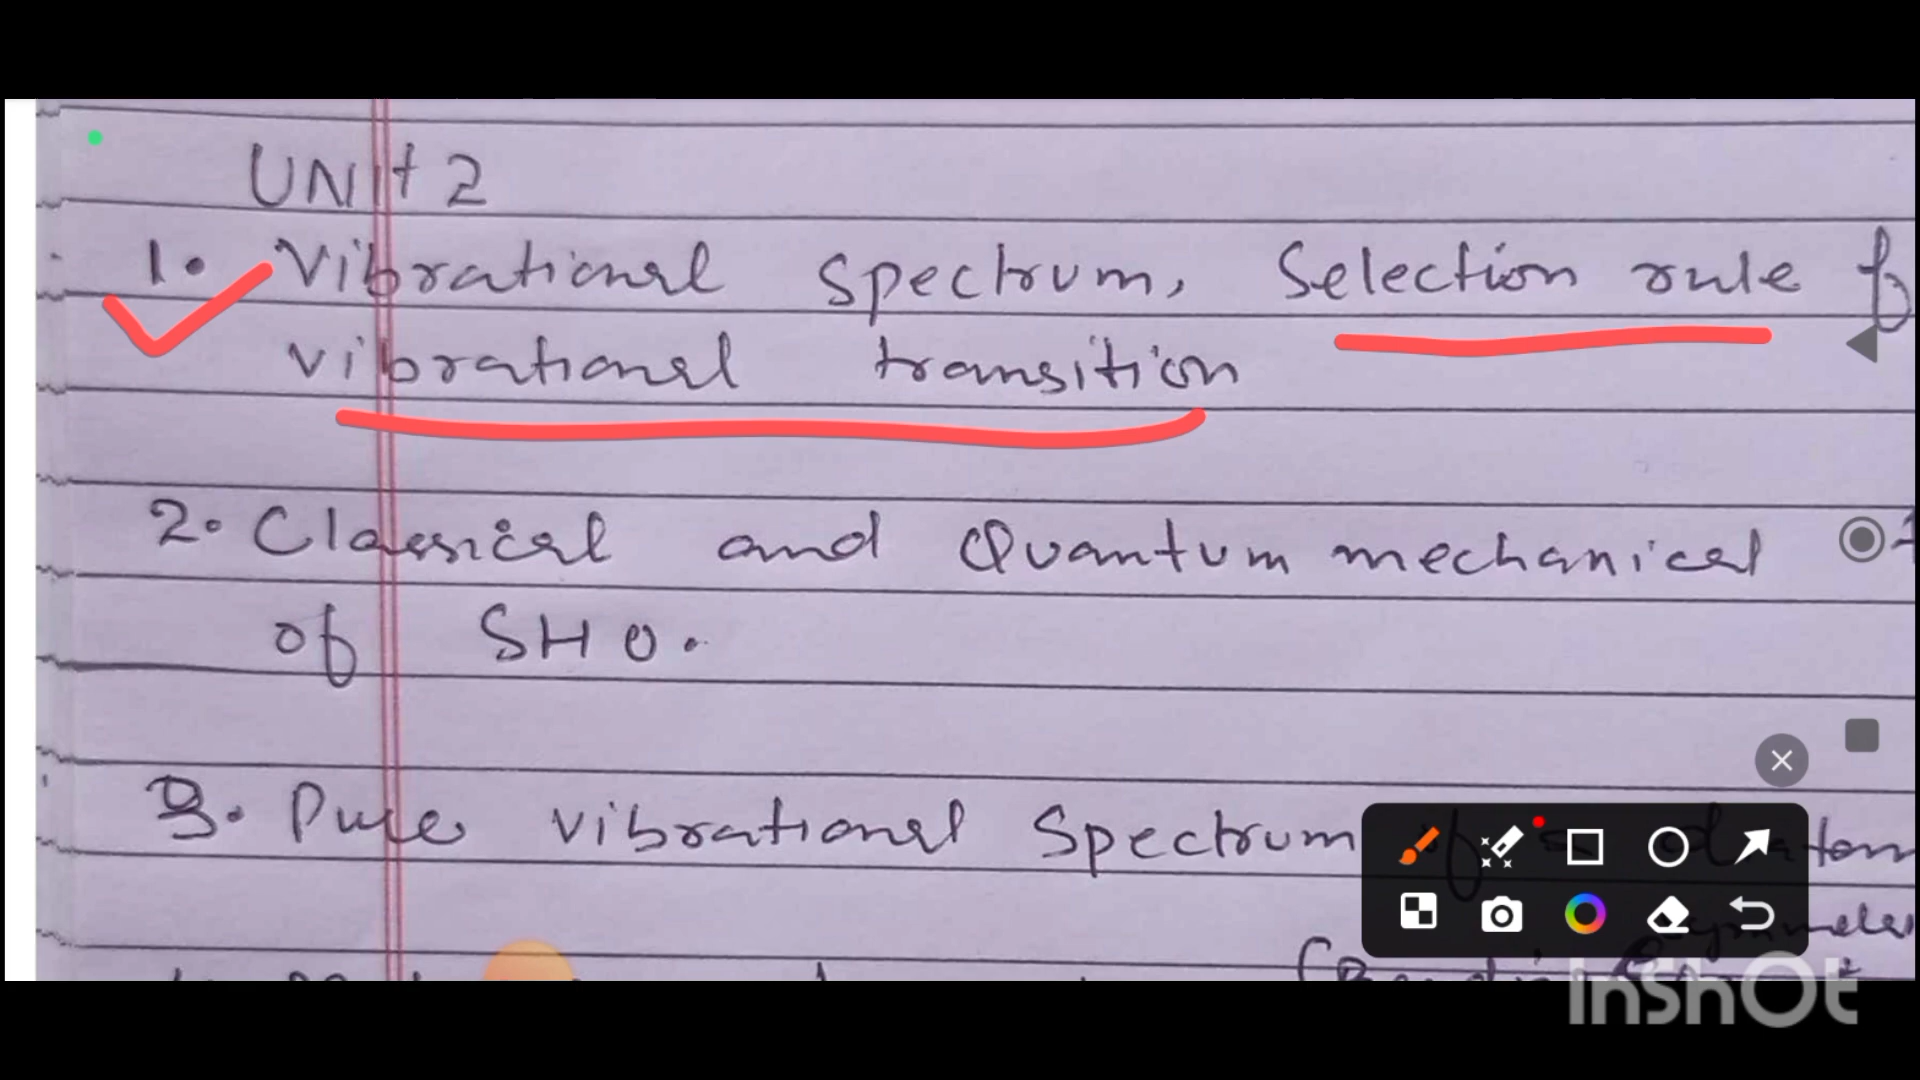 UNIT 2
1. Vibrational Spectrum, Selection rule f
vibrational transition
2. Classical and Quantum mechanical
of SHO.
3. Pure vibrational Spectrum of
InShOt